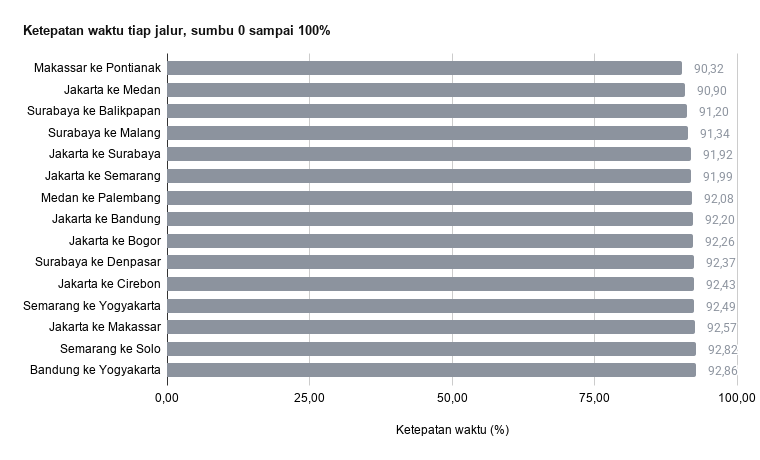 Ketepatan waktu tiap jalur, sumbu 0 sampai 100%
Makassar ke Pontianak 90,32
Jakarta ke Medan 90,90
Surabaya ke Balikpapan 91,20
Surabaya ke Malang 91,34
Jakarta ke Surabaya 91,92
Jakarta ke Semarang 91,99
Medan ke Palembang 92,08
Jakarta ke Bandung 92,20
Jakarta ke Bogor 92,26
Surabaya ke Denpasar 92,37
Jakarta ke Cirebon 92,43
Semarang ke Yogyakarta 92,49
Jakarta ke Makassar 92,57
Semarang ke Solo 92,82
Bandung ke Yogyakarta 92,86
0,00 25,00 50,00 75,00 100,00
Ketepatan waktu (%)